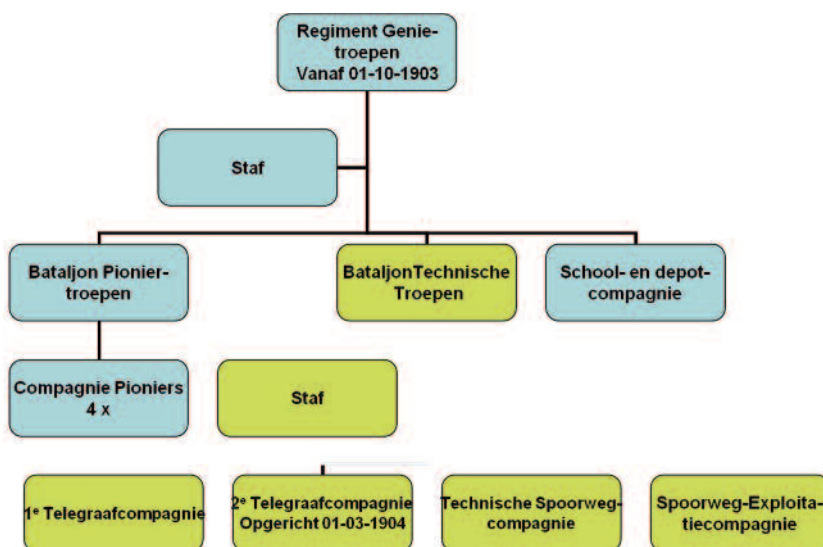 Regiment Genie-
troepen
Vanaf 01-10-1903
Staf
Bataljon Pionier-
troepen
BataljonTechnische
Troepen
School- en depot-
compagnie
Compagnie Pioniers
4 x
Staf
1e Telegraafcompagnie
2e Telegraafcompagnie
Opgericht 01-03-1904
Technische Spoorweg-
compagnie
Spoorweg-Exploita-
tiecompagnie